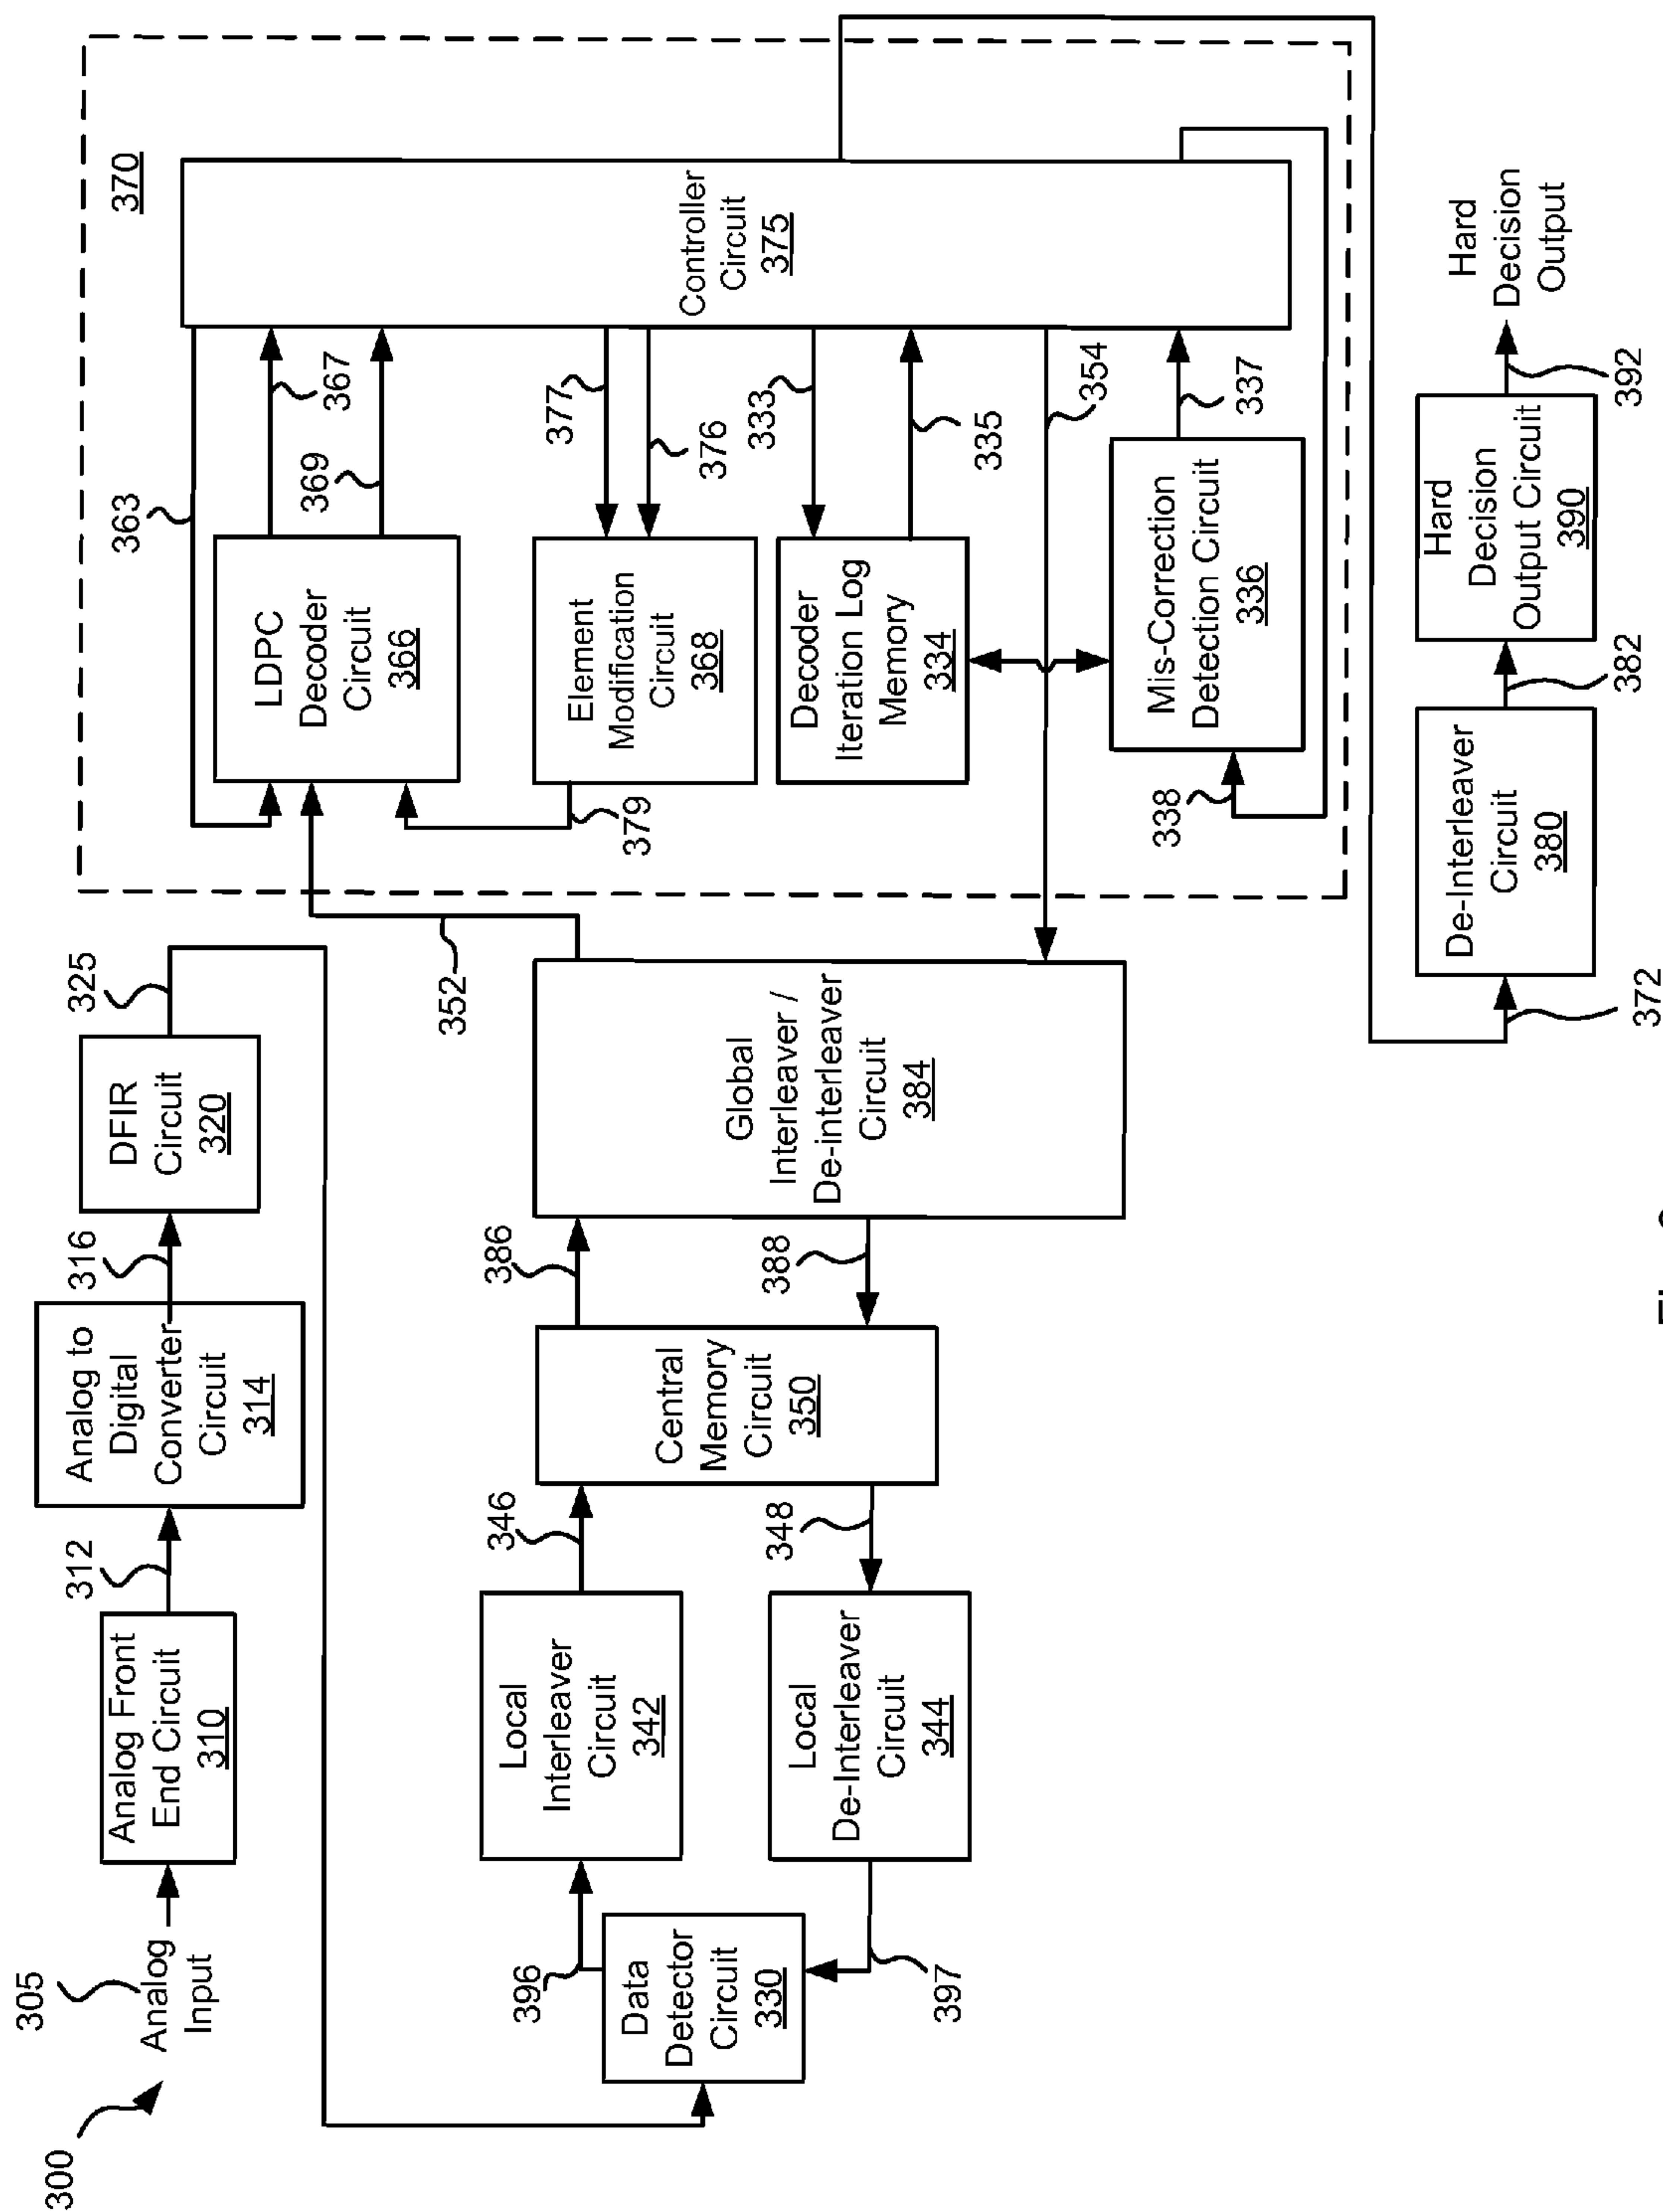 300
305
Analog
Input
Analog Front
End Circuit
310
312
Analog to
Digital
Converter
Circuit
314
316
DFIR
Circuit
320
325
Data
Detector
Circuit
330
396
397
Local
Interleaver
Circuit
342
346
Local
De-Interleaver
Circuit
344
348
Central
Memory
Circuit
350
386
388
Global
Interleaver /
De-interleaver
Circuit
384
352
354
370
363
LDPC
Decoder
Circuit
366
367
369
Element
Modification
Circuit
368
377
376
379
Decoder
Iteration Log
Memory
334
333
335
Mis-Correction
Detection Circuit
336
337
338
Controller
Circuit
375
372
De-Interleaver
Circuit
380
382
Hard
Decision
Output Circuit
390
392
Hard
Decision
Output